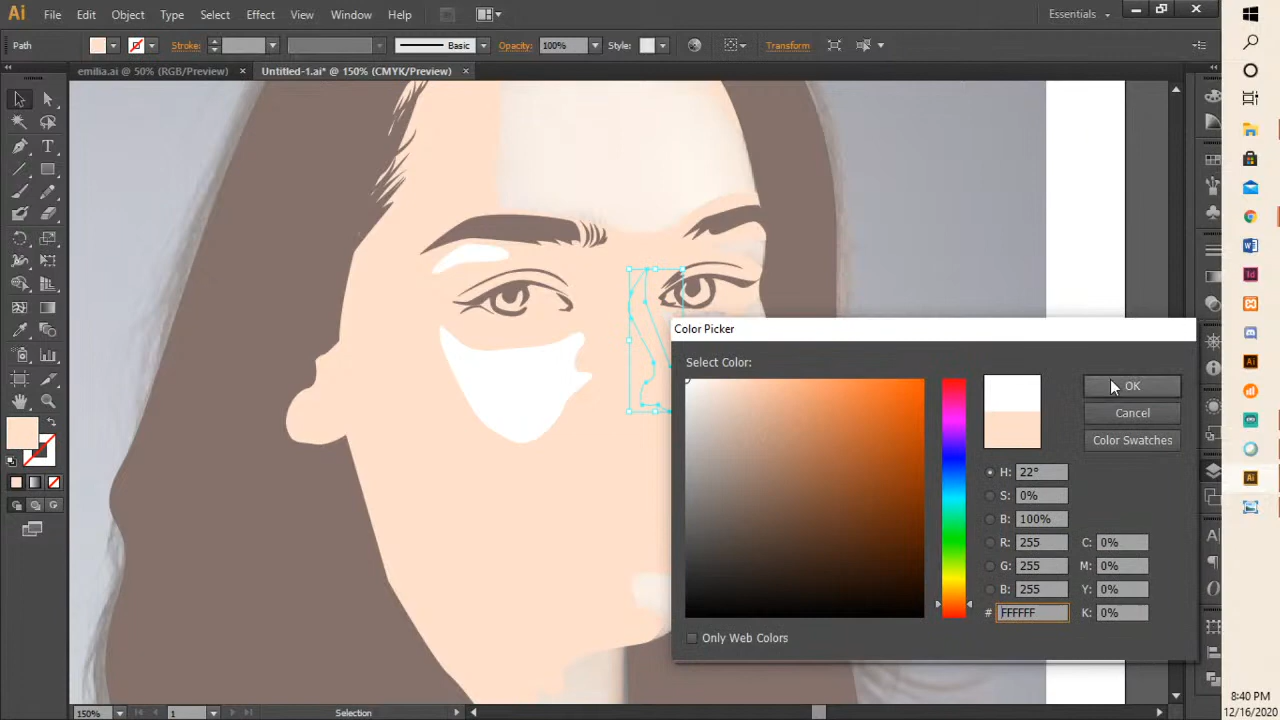 Ai File Edit Object Type Select Effect View Window Help Essentials
Path Stroke: Basic Opacity: 100% Style: Transform
emilia.ai @ 50% (RGB/Preview) × Untitled-1.ai* @ 150% (CMYK/Preview) ×
Color Picker
Select Color:
OK
Cancel
Color Swatches
H: 22°
S: 0%
B: 100%
R: 255 C: 0%
G: 255 M: 0%
B: 255 Y: 0%
# FFFFFF K: 0%
Only Web Colors
150% 1 Selection
8:40 PM
12/16/2020